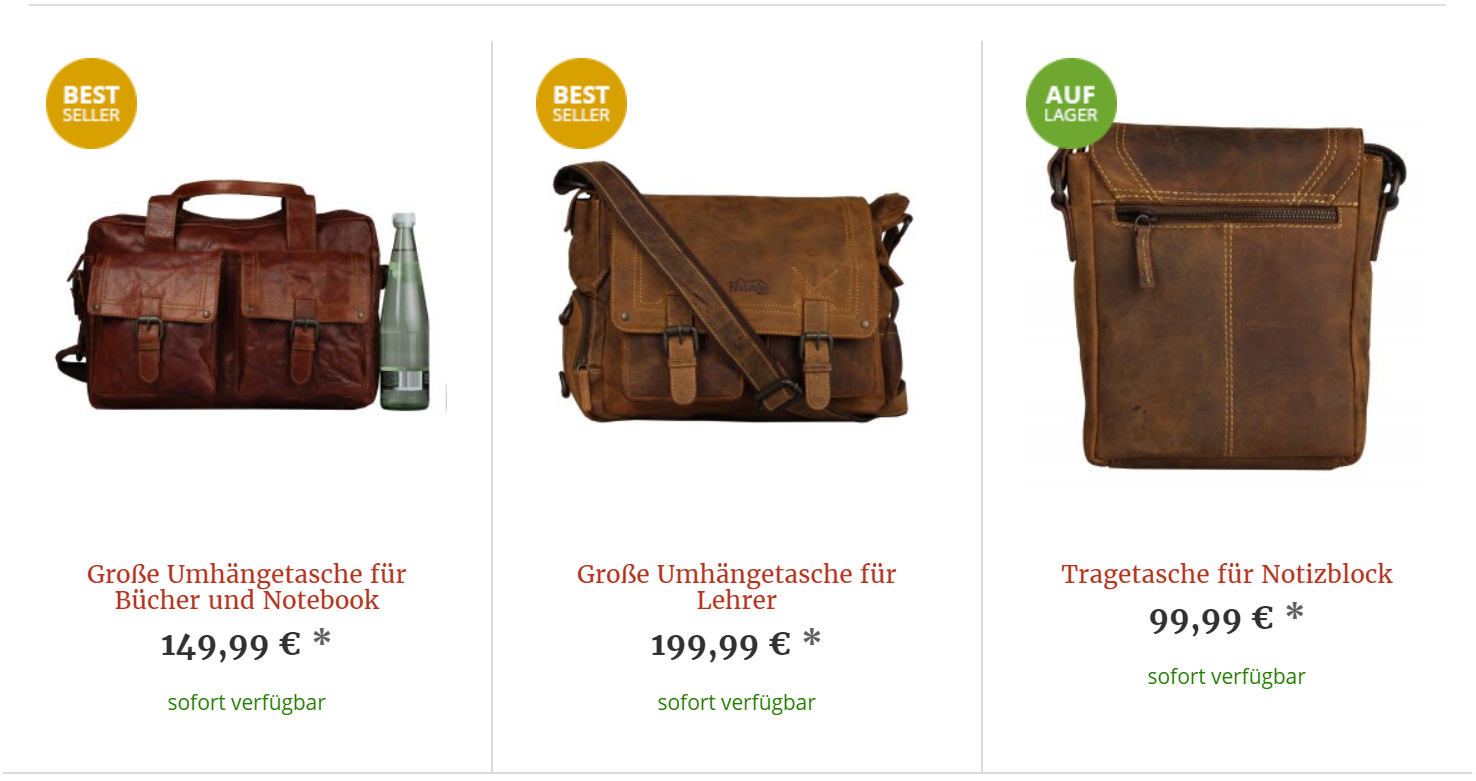 BEST
SELLER
Große Umhängetasche für
Bücher und Notebook
149,99 € *
sofort verfügbar
BEST
SELLER
Große Umhängetasche für
Lehrer
199,99 € *
sofort verfügbar
AUF
LAGER
Tragetasche für Notizblock
99,99 € *
sofort verfügbar